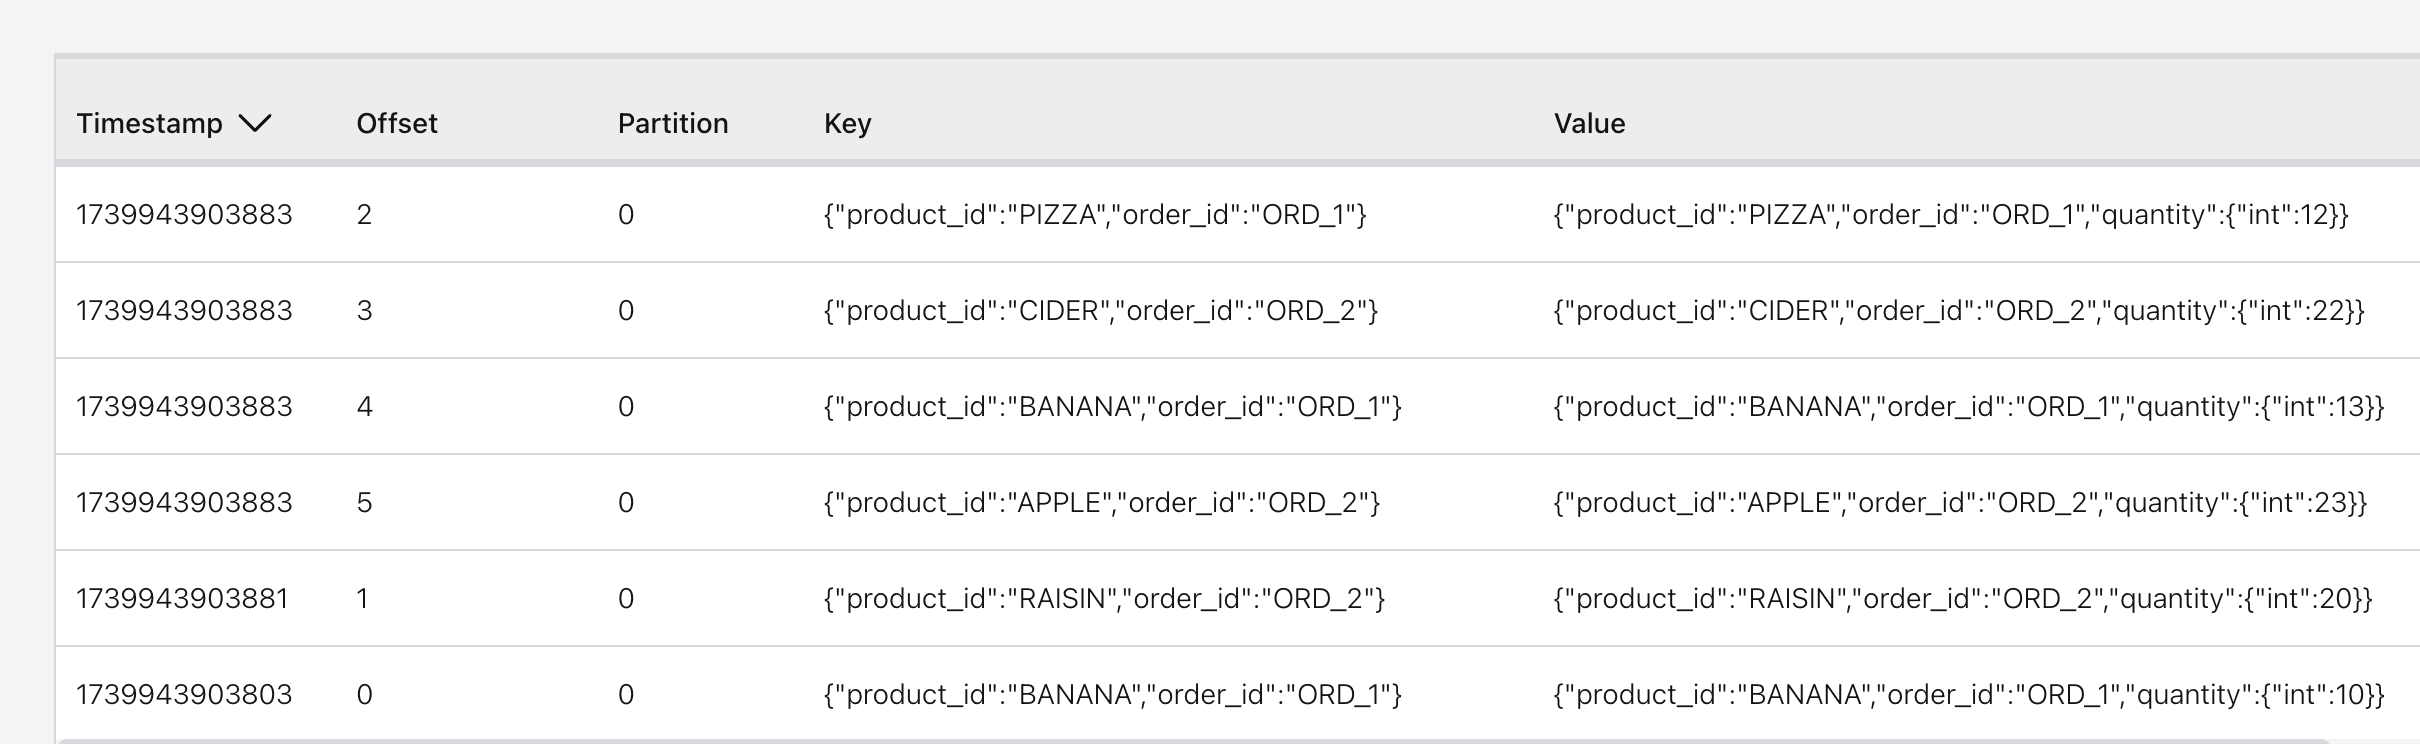 Timestamp Offset Partition Key Value
1739943903883 2 0 {"product_id":"PIZZA","order_id":"ORD_1"} {"product_id":"PIZZA","order_id":"ORD_1","quantity":{"int":12}}
1739943903883 3 0 {"product_id":"CIDER","order_id":"ORD_2"} {"product_id":"CIDER","order_id":"ORD_2","quantity":{"int":22}}
1739943903883 4 0 {"product_id":"BANANA","order_id":"ORD_1"} {"product_id":"BANANA","order_id":"ORD_1","quantity":{"int":13}}
1739943903883 5 0 {"product_id":"APPLE","order_id":"ORD_2"} {"product_id":"APPLE","order_id":"ORD_2","quantity":{"int":23}}
1739943903881 1 0 {"product_id":"RAISIN","order_id":"ORD_2"} {"product_id":"RAISIN","order_id":"ORD_2","quantity":{"int":20}}
1739943903803 0 0 {"product_id":"BANANA","order_id":"ORD_1"} {"product_id":"BANANA","order_id":"ORD_1","quantity":{"int":10}}